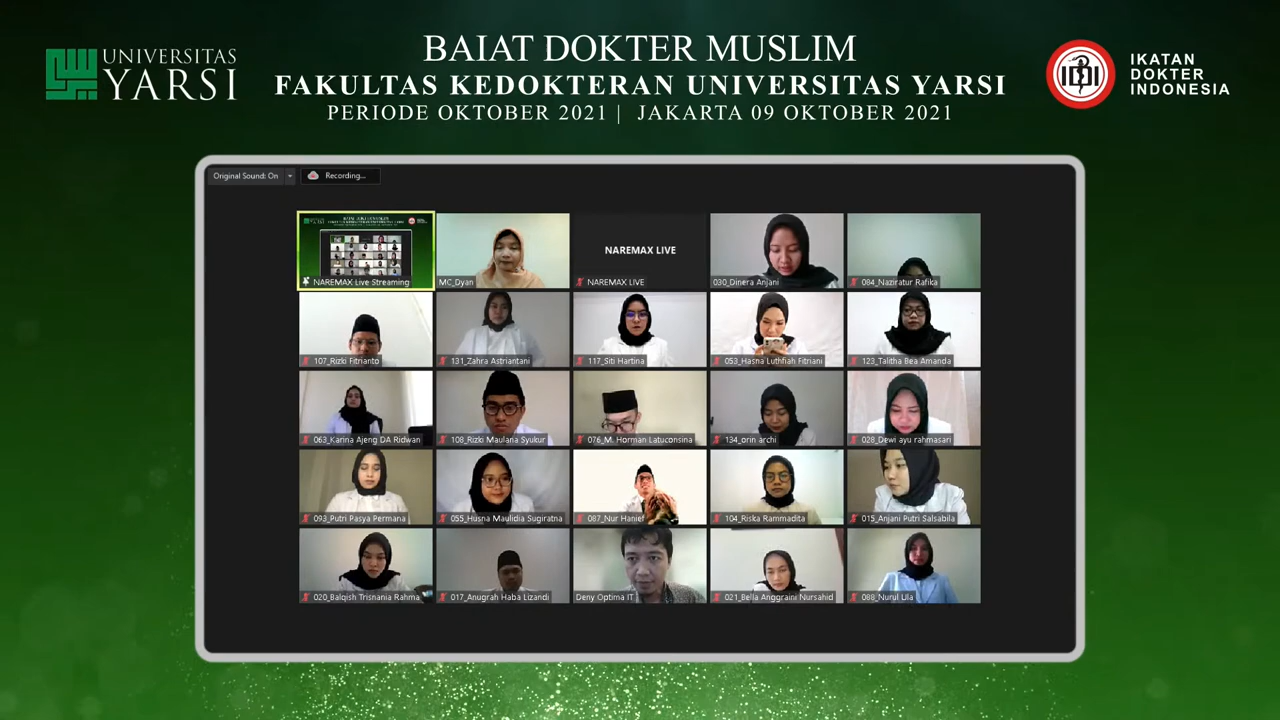 UNIVERSITAS
YARSI
BAIAT DOKTER MUSLIM
FAKULTAS KEDOKTERAN UNIVERSITAS YARSI
PERIODE OKTOBER 2021 | JAKARTA 09 OKTOBER 2021
IDI
IKATAN
DOKTER
INDONESIA
Original Sound: On
Recording...
NAREMAX Live Streaming
MC_Dyan
NAREMAX LIVE
NAREMAX LIVE
030_Dinera Anjani
084_Naziratur Rafika
107_Rizki Fitrianto
131_Zahra Astriantani
117_Siti Hartina
053_Hasna Luthfiah Fitriani
123_Talitha Bea Amanda
063_Karina Ajeng DA Ridwan
108_Rizki Maulana Syukur
076_M. Horman Latuconsina
134_orin archi
028_Dewi ayu rahmasari
093_Putri Pasya Permana
055_Husna Maulidia Sugiratna
087_Nur Hanief
104_Riska Rammadita
015_Anjani Putri Salsabila
020_Balqish Trisnania Rahma
017_Anugrah Haba Lizandi
Deny Optima IT
021_Bella Anggraini Nursahid
088_Nurul Ula